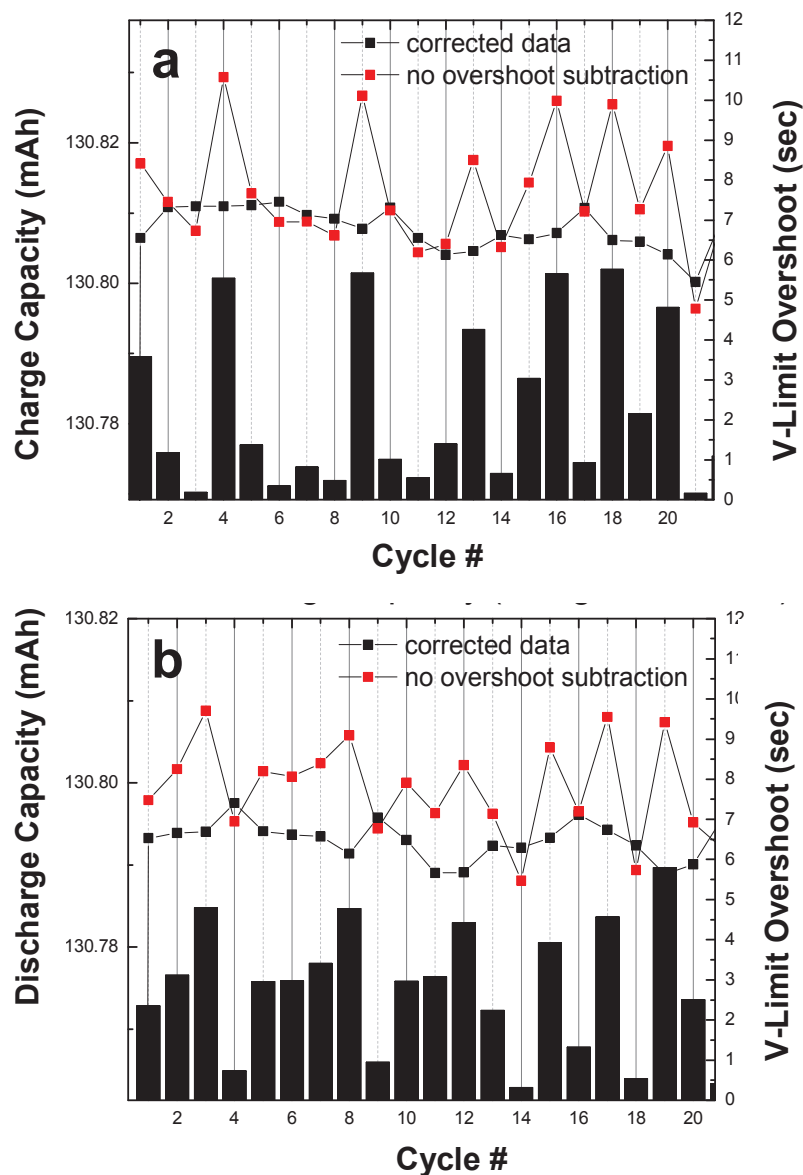 a
corrected data
no overshoot subtraction
Charge Capacity (mAh)
130.82
130.80
130.78
12
11
10
9
8
7
6
5
4
3
2
1
0
V-Limit Overshoot (sec)
2 4 6 8 10 12 14 16 18 20
Cycle #
b
corrected data
no overshoot subtraction
Discharge Capacity (mAh)
130.82
130.80
130.78
12
11
10
9
8
7
6
5
4
3
2
1
0
V-Limit Overshoot (sec)
2 4 6 8 10 12 14 16 18 20
Cycle #